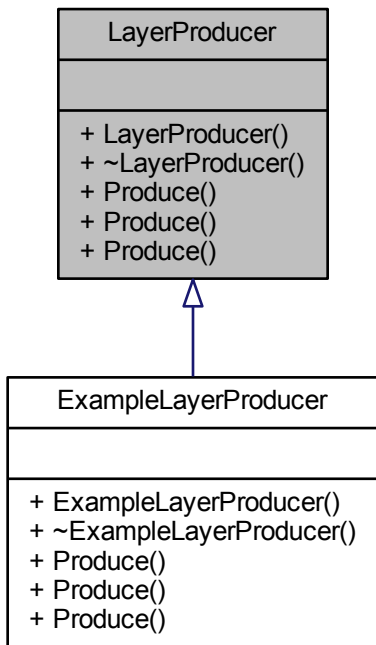 LayerProducer
+ LayerProducer()
+ ~LayerProducer()
+ Produce()
+ Produce()
+ Produce()
ExampleLayerProducer
+ ExampleLayerProducer()
+ ~ExampleLayerProducer()
+ Produce()
+ Produce()
+ Produce()